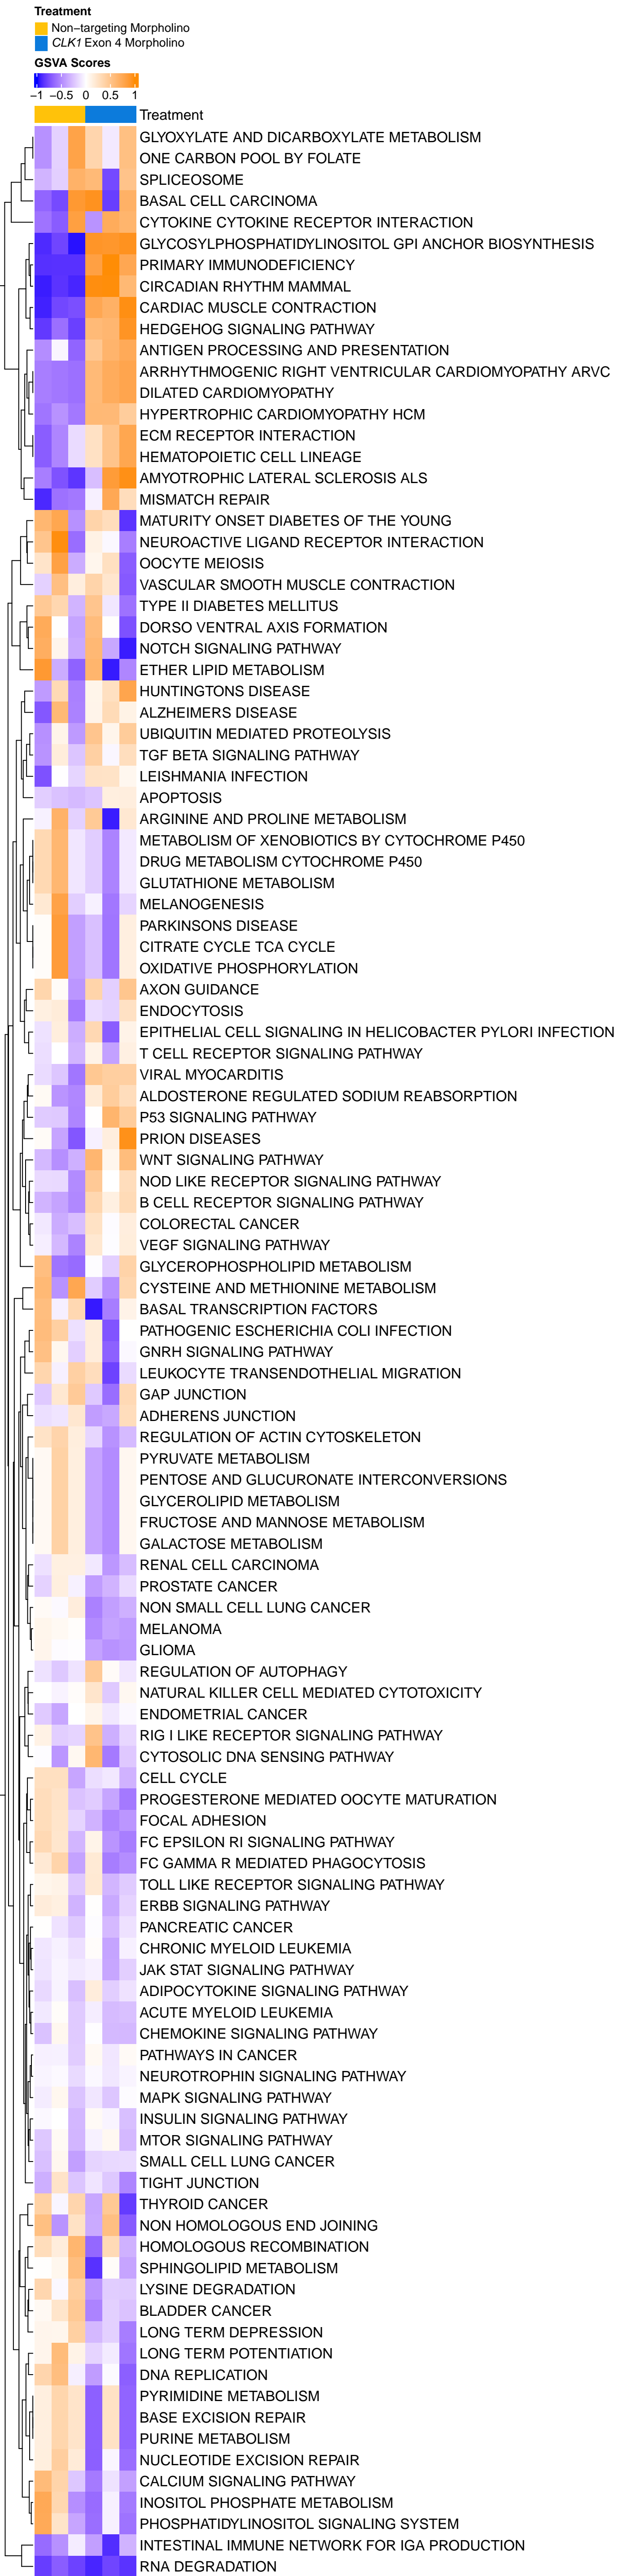 Treatment
Non−targeting Morpholino
CLK1 Exon 4 Morpholino
GSVA Scores
−1 −0.5 0 0.5 1
Treatment
GLYOXYLATE AND DICARBOXYLATE METABOLISM
ONE CARBON POOL BY FOLATE
SPLICEOSOME
BASAL CELL CARCINOMA
CYTOKINE CYTOKINE RECEPTOR INTERACTION
GLYCOSYLPHOSPHATIDYLINOSITOL GPI ANCHOR BIOSYNTHESIS
PRIMARY IMMUNODEFICIENCY
CIRCADIAN RHYTHM MAMMAL
CARDIAC MUSCLE CONTRACTION
HEDGEHOG SIGNALING PATHWAY
ANTIGEN PROCESSING AND PRESENTATION
ARRHYTHMOGENIC RIGHT VENTRICULAR CARDIOMYOPATHY ARVC
DILATED CARDIOMYOPATHY
HYPERTROPHIC CARDIOMYOPATHY HCM
ECM RECEPTOR INTERACTION
HEMATOPOIETIC CELL LINEAGE
AMYOTROPHIC LATERAL SCLEROSIS ALS
MISMATCH REPAIR
MATURITY ONSET DIABETES OF THE YOUNG
NEUROACTIVE LIGAND RECEPTOR INTERACTION
OOCYTE MEIOSIS
VASCULAR SMOOTH MUSCLE CONTRACTION
TYPE II DIABETES MELLITUS
DORSO VENTRAL AXIS FORMATION
NOTCH SIGNALING PATHWAY
ETHER LIPID METABOLISM
HUNTINGTONS DISEASE
ALZHEIMERS DISEASE
UBIQUITIN MEDIATED PROTEOLYSIS
TGF BETA SIGNALING PATHWAY
LEISHMANIA INFECTION
APOPTOSIS
ARGININE AND PROLINE METABOLISM
METABOLISM OF XENOBIOTICS BY CYTOCHROME P450
DRUG METABOLISM CYTOCHROME P450
GLUTATHIONE METABOLISM
MELANOGENESIS
PARKINSONS DISEASE
CITRATE CYCLE TCA CYCLE
OXIDATIVE PHOSPHORYLATION
AXON GUIDANCE
ENDOCYTOSIS
EPITHELIAL CELL SIGNALING IN HELICOBACTER PYLORI INFECTION
T CELL RECEPTOR SIGNALING PATHWAY
VIRAL MYOCARDITIS
ALDOSTERONE REGULATED SODIUM REABSORPTION
P53 SIGNALING PATHWAY
PRION DISEASES
WNT SIGNALING PATHWAY
NOD LIKE RECEPTOR SIGNALING PATHWAY
B CELL RECEPTOR SIGNALING PATHWAY
COLORECTAL CANCER
VEGF SIGNALING PATHWAY
GLYCEROPHOSPHOLIPID METABOLISM
CYSTEINE AND METHIONINE METABOLISM
BASAL TRANSCRIPTION FACTORS
PATHOGENIC ESCHERICHIA COLI INFECTION
GNRH SIGNALING PATHWAY
LEUKOCYTE TRANSENDOTHELIAL MIGRATION
GAP JUNCTION
ADHERENS JUNCTION
REGULATION OF ACTIN CYTOSKELETON
PYRUVATE METABOLISM
PENTOSE AND GLUCURONATE INTERCONVERSIONS
GLYCEROLIPID METABOLISM
FRUCTOSE AND MANNOSE METABOLISM
GALACTOSE METABOLISM
RENAL CELL CARCINOMA
PROSTATE CANCER
NON SMALL CELL LUNG CANCER
MELANOMA
GLIOMA
REGULATION OF AUTOPHAGY
NATURAL KILLER CELL MEDIATED CYTOTOXICITY
ENDOMETRIAL CANCER
RIG I LIKE RECEPTOR SIGNALING PATHWAY
CYTOSOLIC DNA SENSING PATHWAY
CELL CYCLE
PROGESTERONE MEDIATED OOCYTE MATURATION
FOCAL ADHESION
FC EPSILON RI SIGNALING PATHWAY
FC GAMMA R MEDIATED PHAGOCYTOSIS
TOLL LIKE RECEPTOR SIGNALING PATHWAY
ERBB SIGNALING PATHWAY
PANCREATIC CANCER
CHRONIC MYELOID LEUKEMIA
JAK STAT SIGNALING PATHWAY
ADIPOCYTOKINE SIGNALING PATHWAY
ACUTE MYELOID LEUKEMIA
CHEMOKINE SIGNALING PATHWAY
PATHWAYS IN CANCER
NEUROTROPHIN SIGNALING PATHWAY
MAPK SIGNALING PATHWAY
INSULIN SIGNALING PATHWAY
MTOR SIGNALING PATHWAY
SMALL CELL LUNG CANCER
TIGHT JUNCTION
THYROID CANCER
NON HOMOLOGOUS END JOINING
HOMOLOGOUS RECOMBINATION
SPHINGOLIPID METABOLISM
LYSINE DEGRADATION
BLADDER CANCER
LONG TERM DEPRESSION
LONG TERM POTENTIATION
DNA REPLICATION
PYRIMIDINE METABOLISM
BASE EXCISION REPAIR
PURINE METABOLISM
NUCLEOTIDE EXCISION REPAIR
CALCIUM SIGNALING PATHWAY
INOSITOL PHOSPHATE METABOLISM
PHOSPHATIDYLINOSITOL SIGNALING SYSTEM
INTESTINAL IMMUNE NETWORK FOR IGA PRODUCTION
RNA DEGRADATION